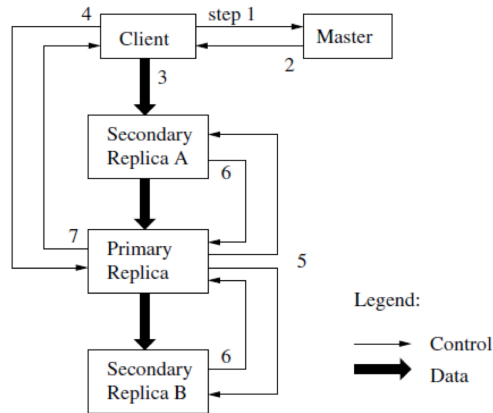 4
step 1
Client
Master
2
3
Secondary
Replica A
6
7
Primary
Replica
5
Legend:
6
Control
Secondary
Replica B
Data